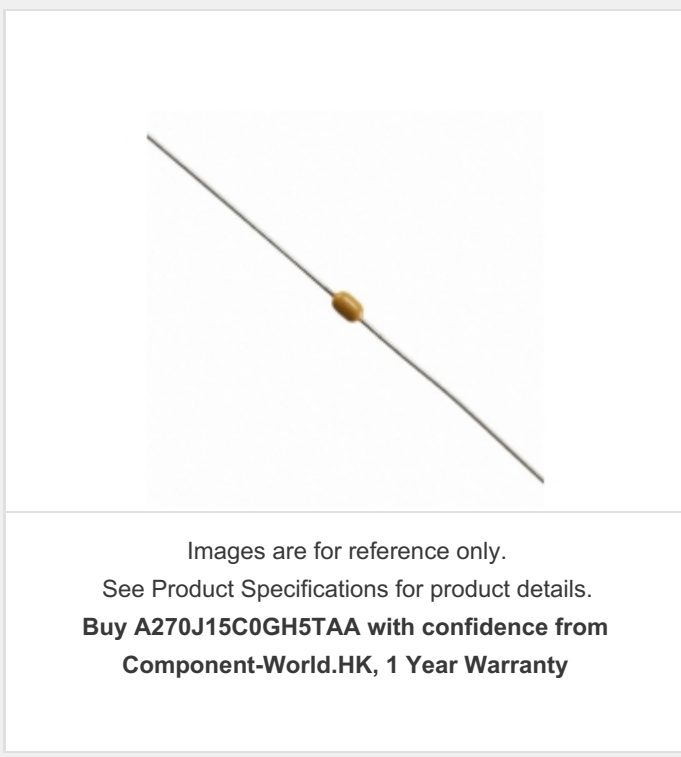 Images are for reference only.
See Product Specifications for product details.
Buy A270J15C0GH5TAA with confidence from
Component-World.HK, 1 Year Warranty